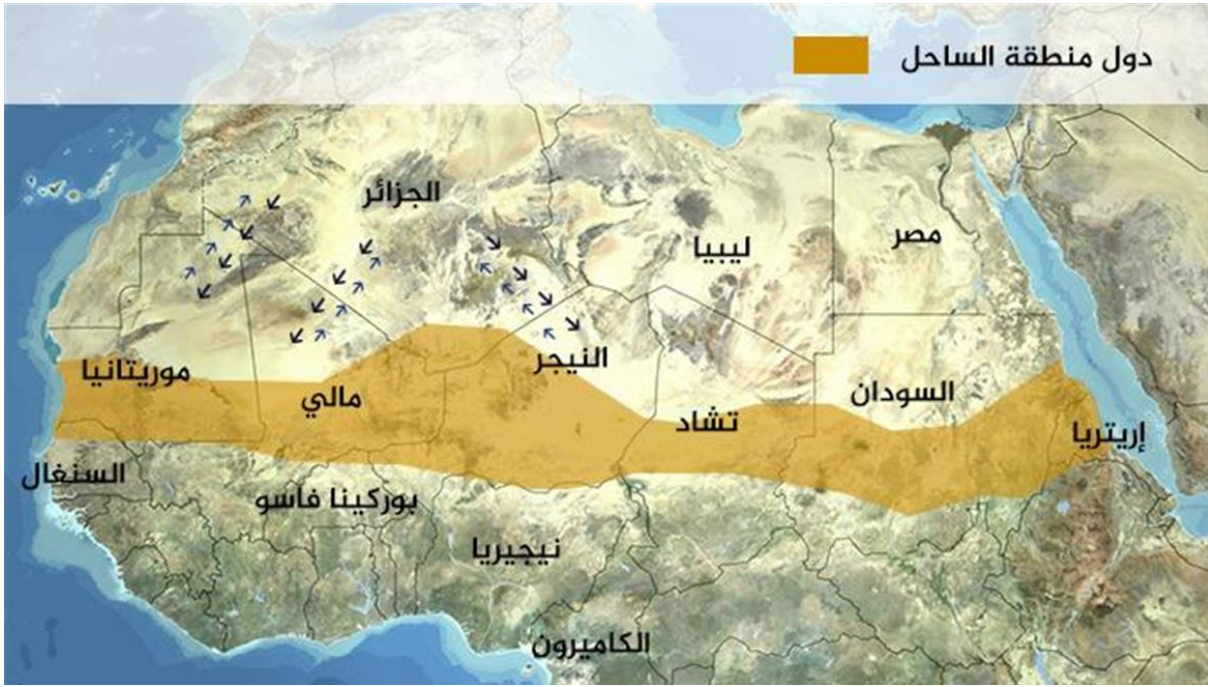 دول منطقة الساحل
الجزائر
ليبيا
مصر
موريتانيا
مالي
النيجر
تشاد
السودان
إريتريا
السنغال
بوركينا فاسو
نيجيريا
الكاميرون